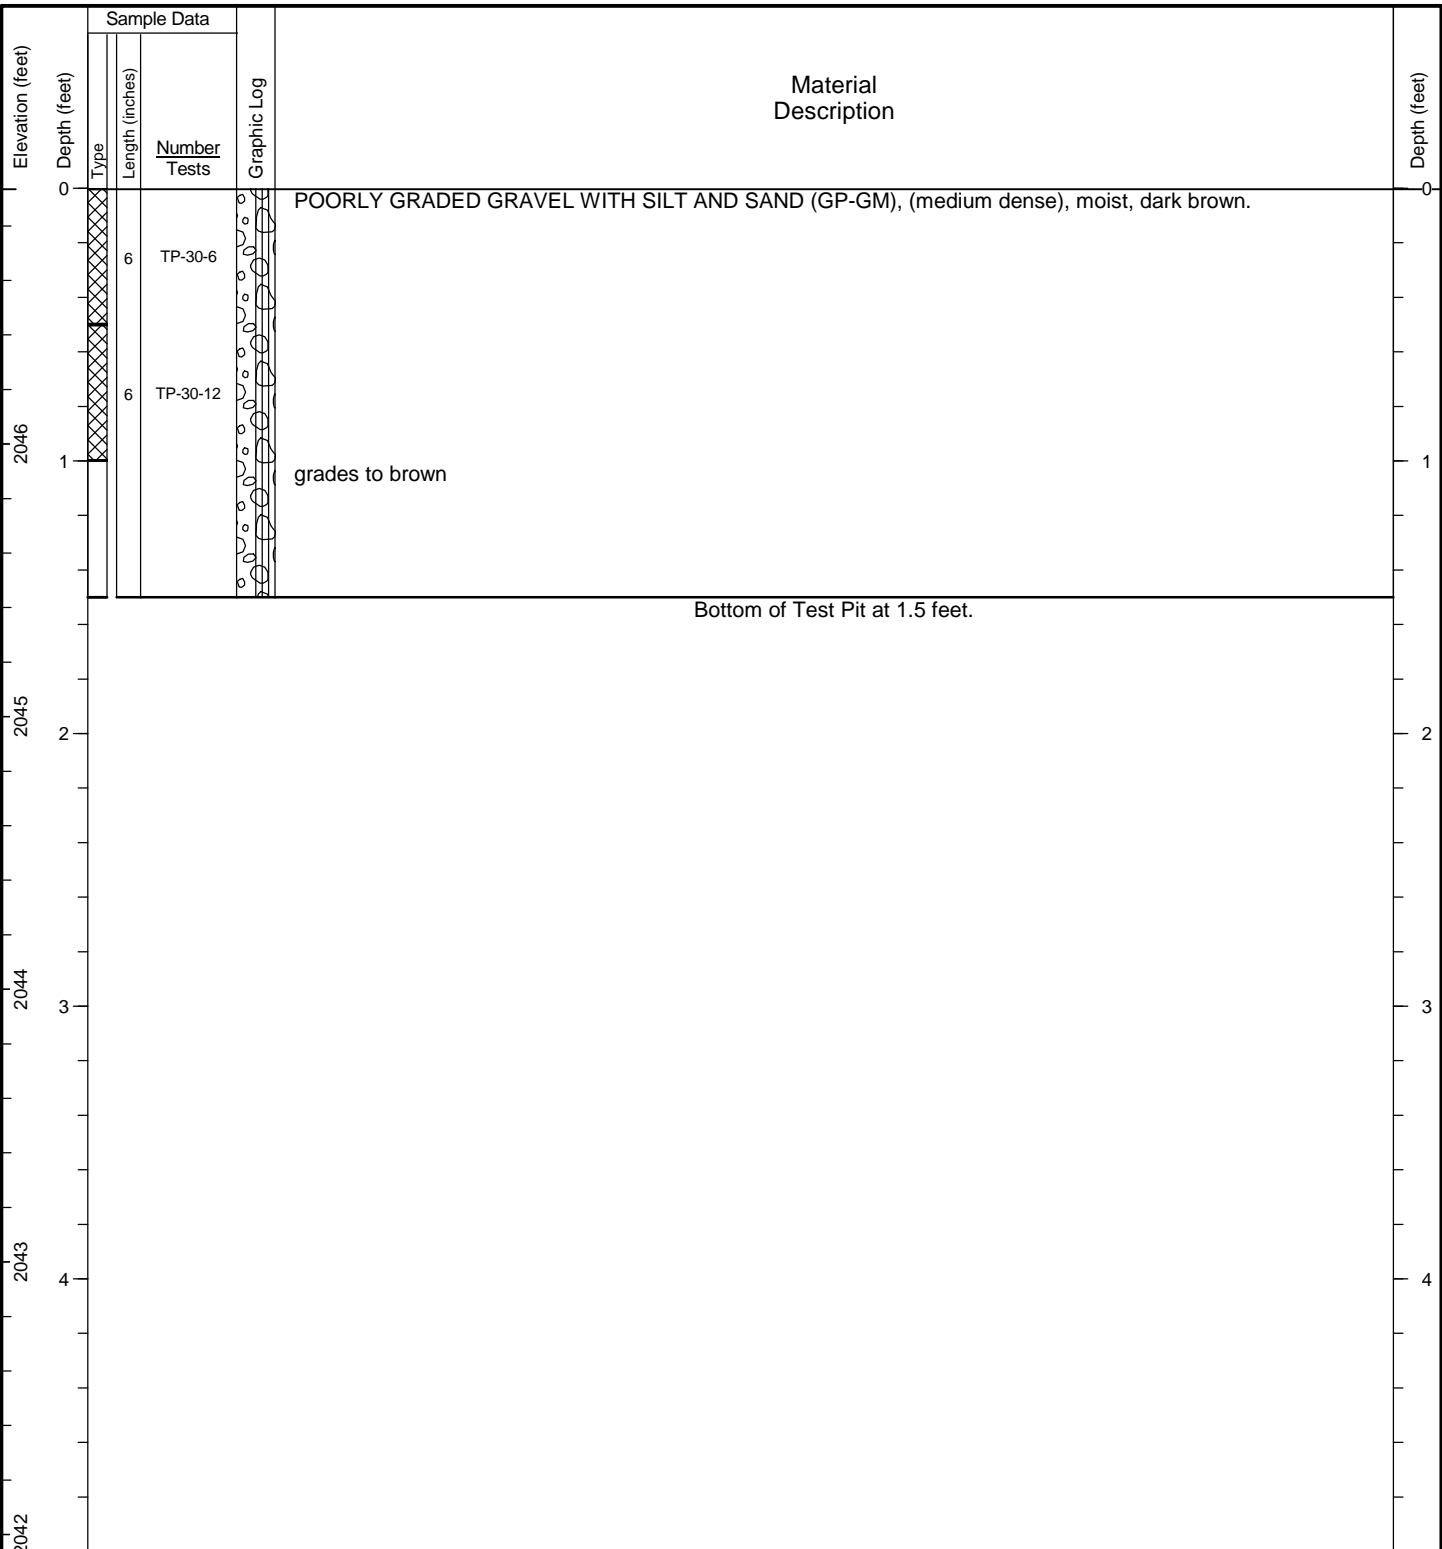 Sample Data
Elevation (feet)
Depth (feet)
Type
Length (inches)
Number
Tests
Graphic Log
Material
Description
Depth (feet)
0
POORLY GRADED GRAVEL WITH SILT AND SAND (GP-GM), (medium dense), moist, dark brown.
0
6
TP-30-6
6
TP-30-12
2046
1
grades to brown
1
Bottom of Test Pit at 1.5 feet.
2045
2
2
2044
3
3
2043
4
4
2042